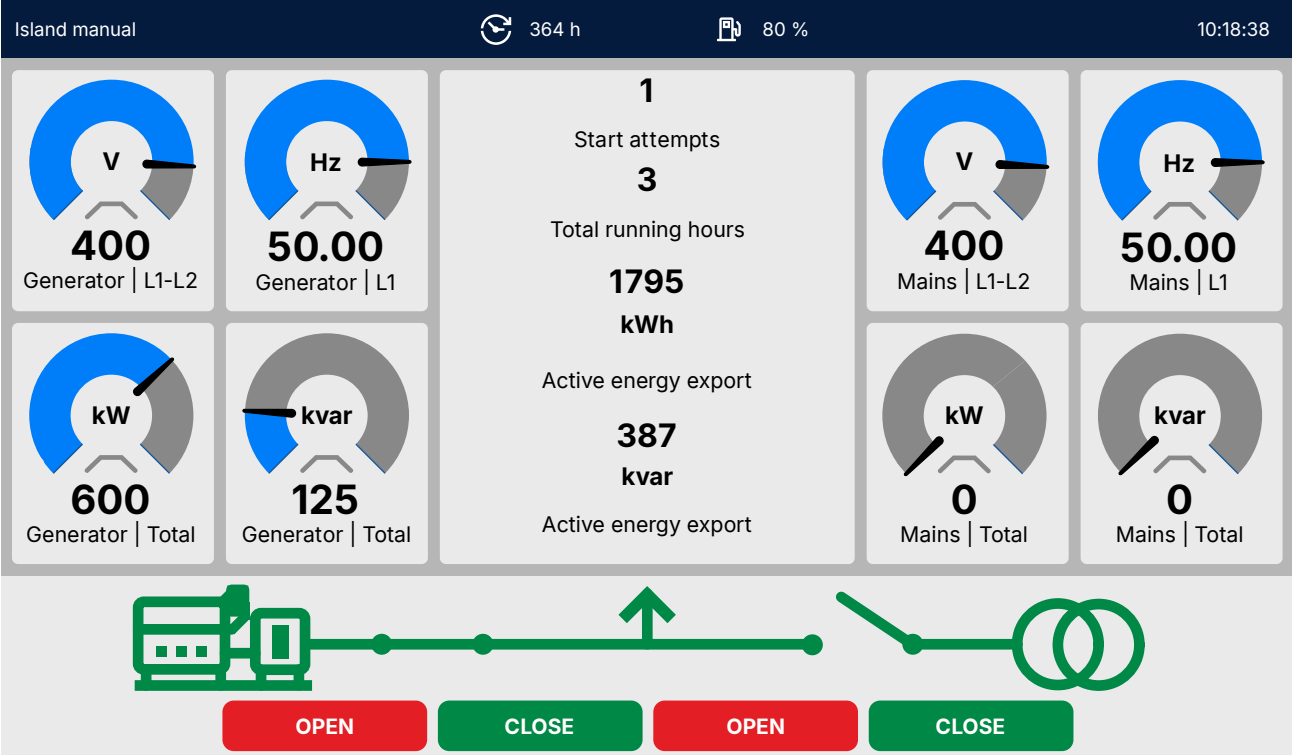 Island manual
364 h
80 %
10:18:38
V
400
Generator | L1-L2
Hz
50.00
Generator | L1
kW
600
Generator | Total
kvar
125
Generator | Total
1
Start attempts
3
Total running hours
1795
kWh
Active energy export
387
kvar
Active energy export
V
400
Mains | L1-L2
Hz
50.00
Mains | L1
kW
0
Mains | Total
kvar
0
Mains | Total
OPEN
CLOSE
OPEN
CLOSE